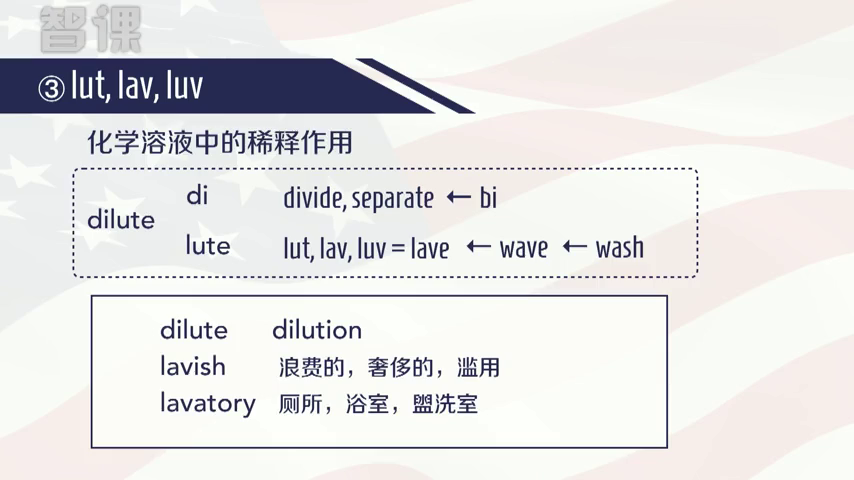 智课
③ lut, lav, luv
化学溶液中的稀释作用
dilute
di divide, separate ← bi
lute lut, lav, luv = lave ← wave ← wash
dilute dilution
lavish 浪费的，奢侈的，滥用
lavatory 厕所，浴室，盥洗室